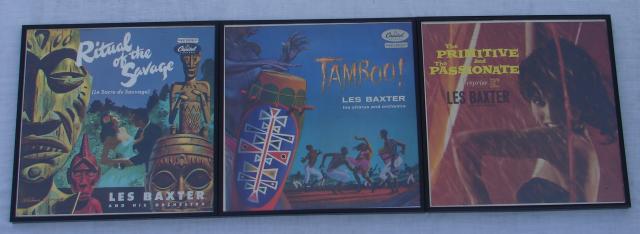 Ritual
of the
Savage
(Le Sacre du Sauvage)
LES BAXTER
AND HIS ORCHESTRA
Capitol
TAMBOO!
LES BAXTER
his chorus and orchestra
Capitol
The
PRIMITIVE and
The
PASSIONATE
reprise
LES BAXTER